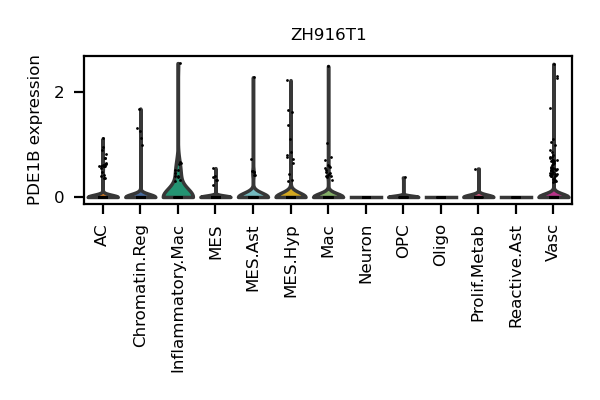 ZH916T1
PDE1B expression
2
0
AC
Chromatin.Reg
Inflammatory.Mac
MES
MES.Ast
MES.Hyp
Mac
Neuron
OPC
Oligo
Prolif.Metab
Reactive.Ast
Vasc